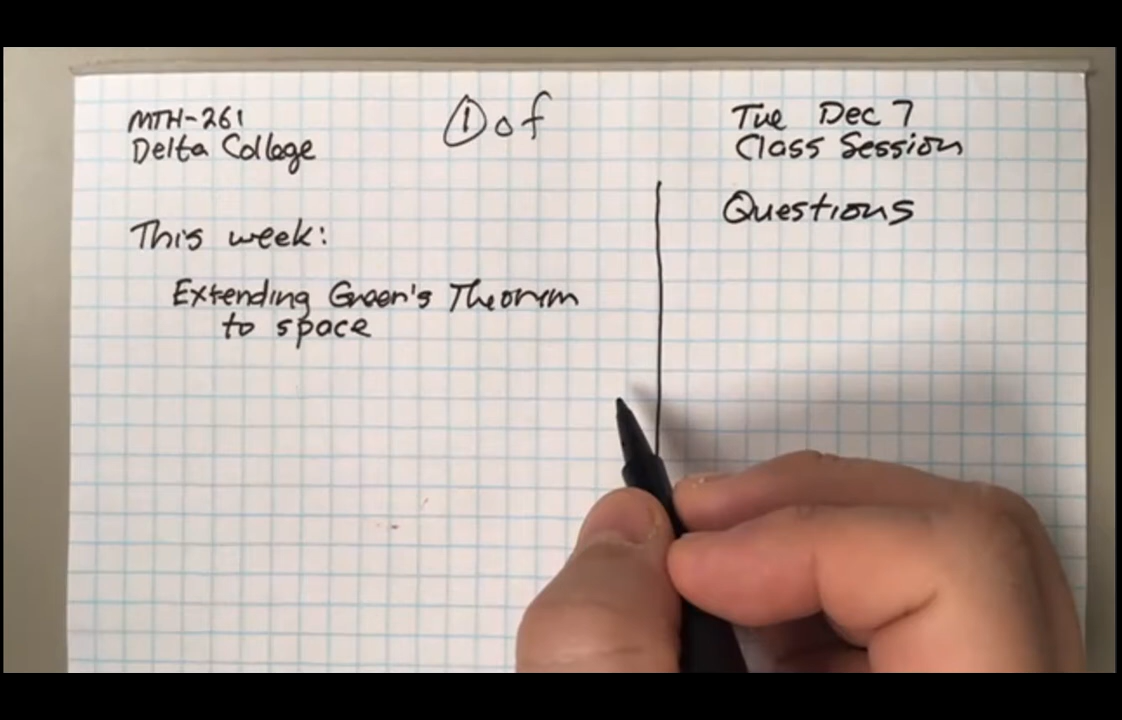 MTH-261
Delta College
① of
Tue Dec 7
Class Session
This week:
Extending Green's Theorem
to space
Questions